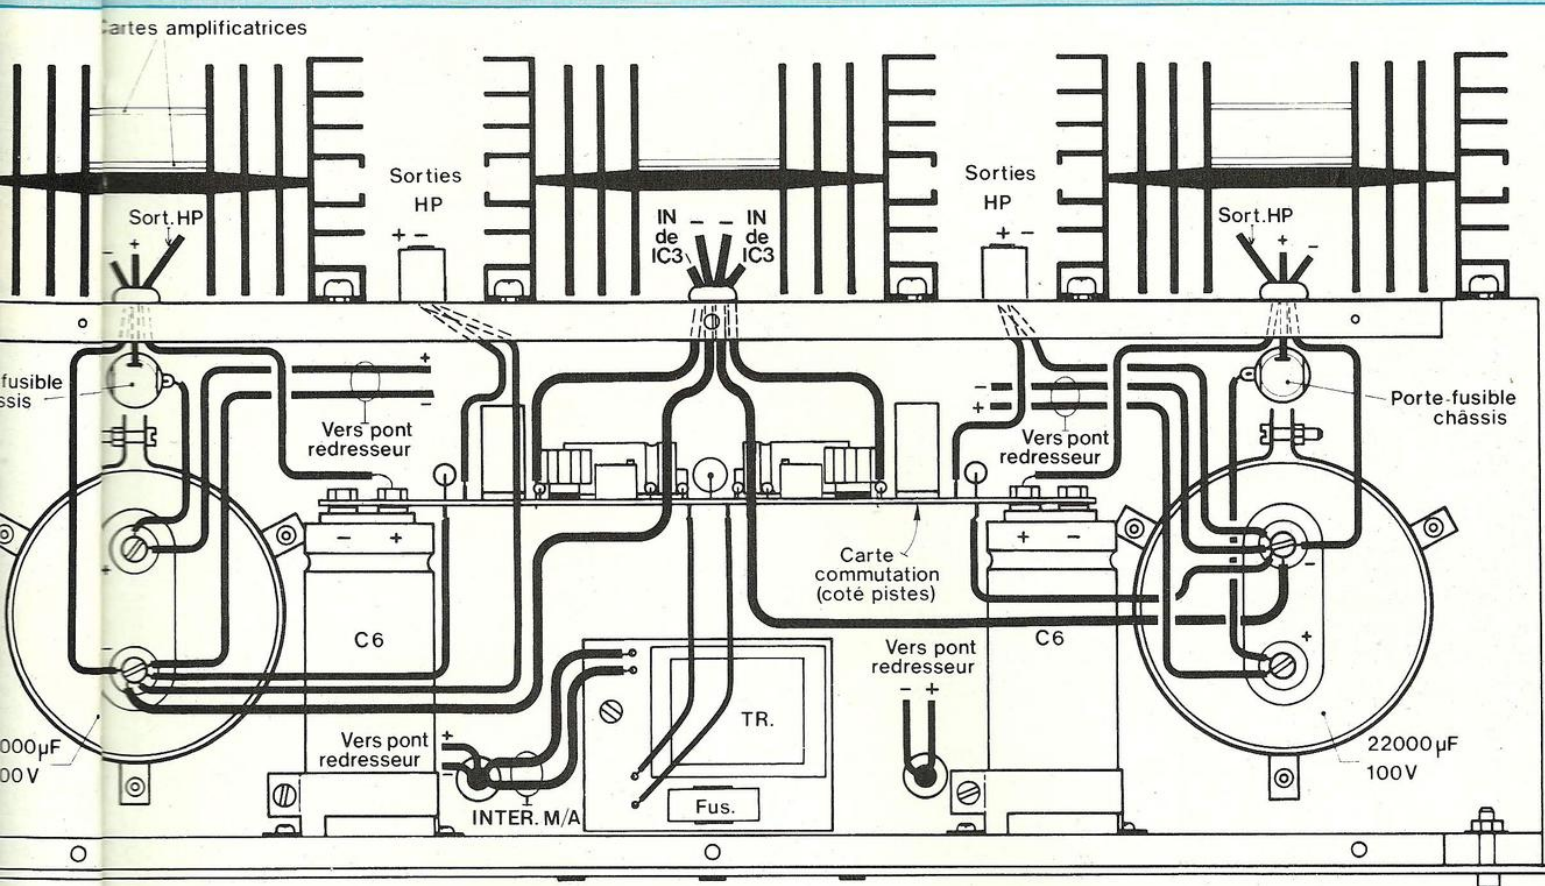 Cartes amplificatrices
Sorties
HP
+ -
Sorties
HP
+ -
Sort.HP
- + 
IN
de
IC3
- -
IN
de
IC3
Sort.HP
+ -
fusible
ssis
+
-
Vers pont
redresseur
-
+
Vers pont
redresseur
Porte-fusible
châssis
- +
+ -
Carte
commutation
(coté pistes)
+
-
-
+
C6
C6
Vers pont
redresseur
- +
TR.
Vers pont
redresseur
+
-
INTER. M/A
Fus.
000µF
00V
22000µF
100V